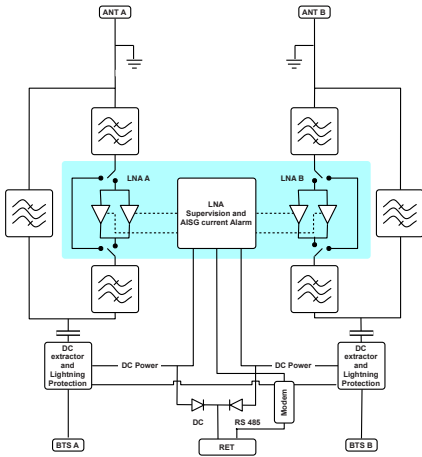 ANT A
ANT B
LNA A
LNA B
LNA
Supervision and
AISG current Alarm
DC
extractor
and
Lightning
Protection
DC Power
DC Power
DC
extractor
and
Lightning
Protection
Modem
DC
RS 485
BTS A
RET
BTS B